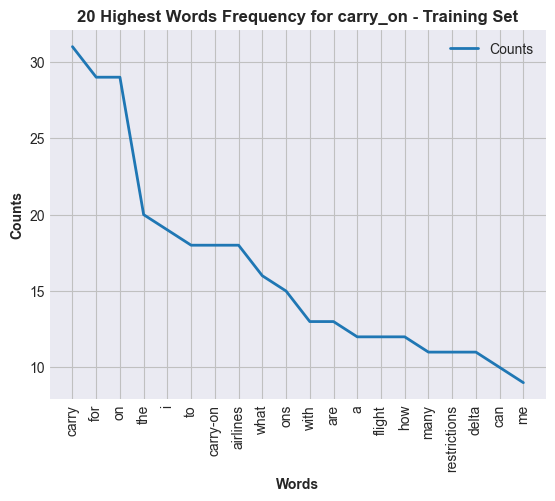 20 Highest Words Frequency for carry_on - Training Set
Counts
Counts
30
25
20
15
10
carry
for
on
the
i
to
carry-on
airlines
what
ons
with
are
a
flight
how
many
restrictions
delta
can
me
Words